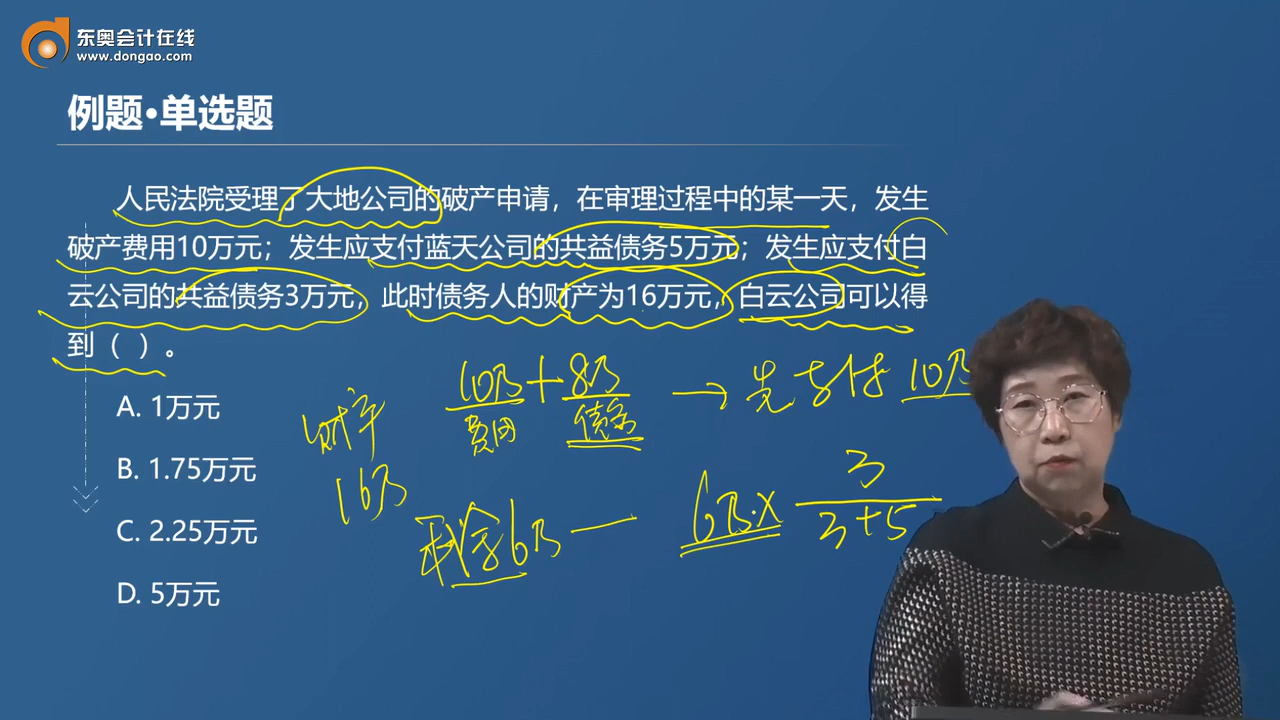 东奥会计在线
www.dongao.com
例题•单选题
人民法院受理了大地公司的破产申请，在审理过程中的某一天，发生
破产费用10万元；发生应支付蓝天公司的共益债务5万元；发生应支付白
云公司的共益债务3万元，此时债务人的财产为16万元，白云公司可以得
到（ ）。
A. 1万元
B. 1.75万元
C. 2.25万元
D. 5万元
财产
16万
10万+8万
费用
债务
→先支付10万
剩余6万一
6万·×
3
3+5